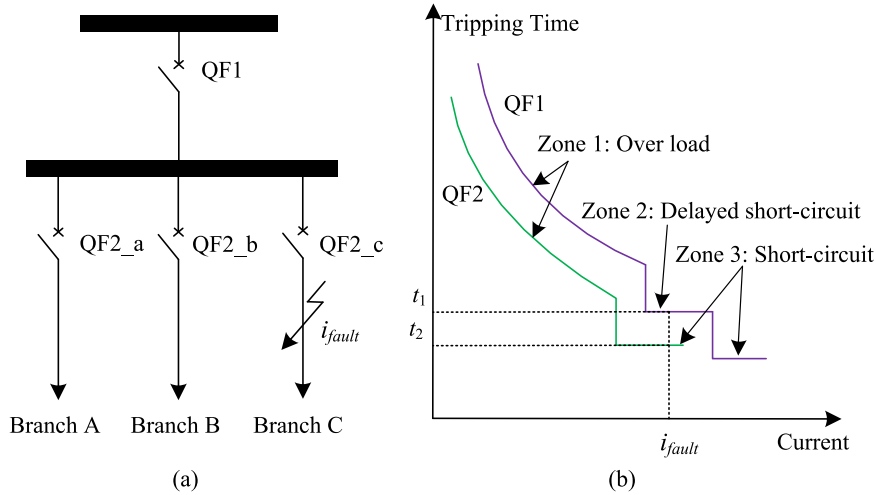 QF1
QF2_a
QF2_b
QF2_c
i_fault
Branch A
Branch B
Branch C
(a)
Tripping Time
QF1
Zone 1: Over load
QF2
Zone 2: Delayed short-circuit
Zone 3: Short-circuit
t₁
t₂
i_fault
Current
(b)